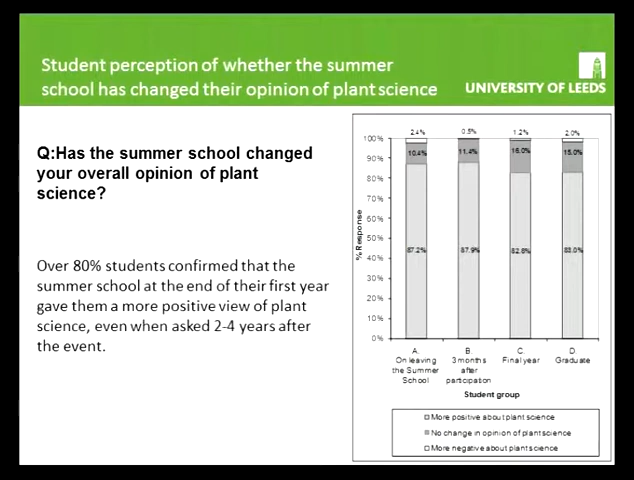 Student perception of whether the summer
school has changed their opinion of plant science
UNIVERSITY OF LEEDS
Q:Has the summer school changed
your overall opinion of plant
science?
Over 80% students confirmed that the
summer school at the end of their first year
gave them a more positive view of plant
science, even when asked 2-4 years after
the event.
% Response
100%
90%
80%
70%
60%
50%
40%
30%
20%
10%
0%
2.4%
0.5%
1.2%
2.0%
10.4%
11.4%
16.0%
15.0%
87.2%
87.9%
82.8%
83.0%
A.
On leaving
the Summer
School
B.
3 months
after
participation
C.
Final year
D.
Graduate
Student group
More positive about plant science
No change in opinion of plant science
More negative about plant science